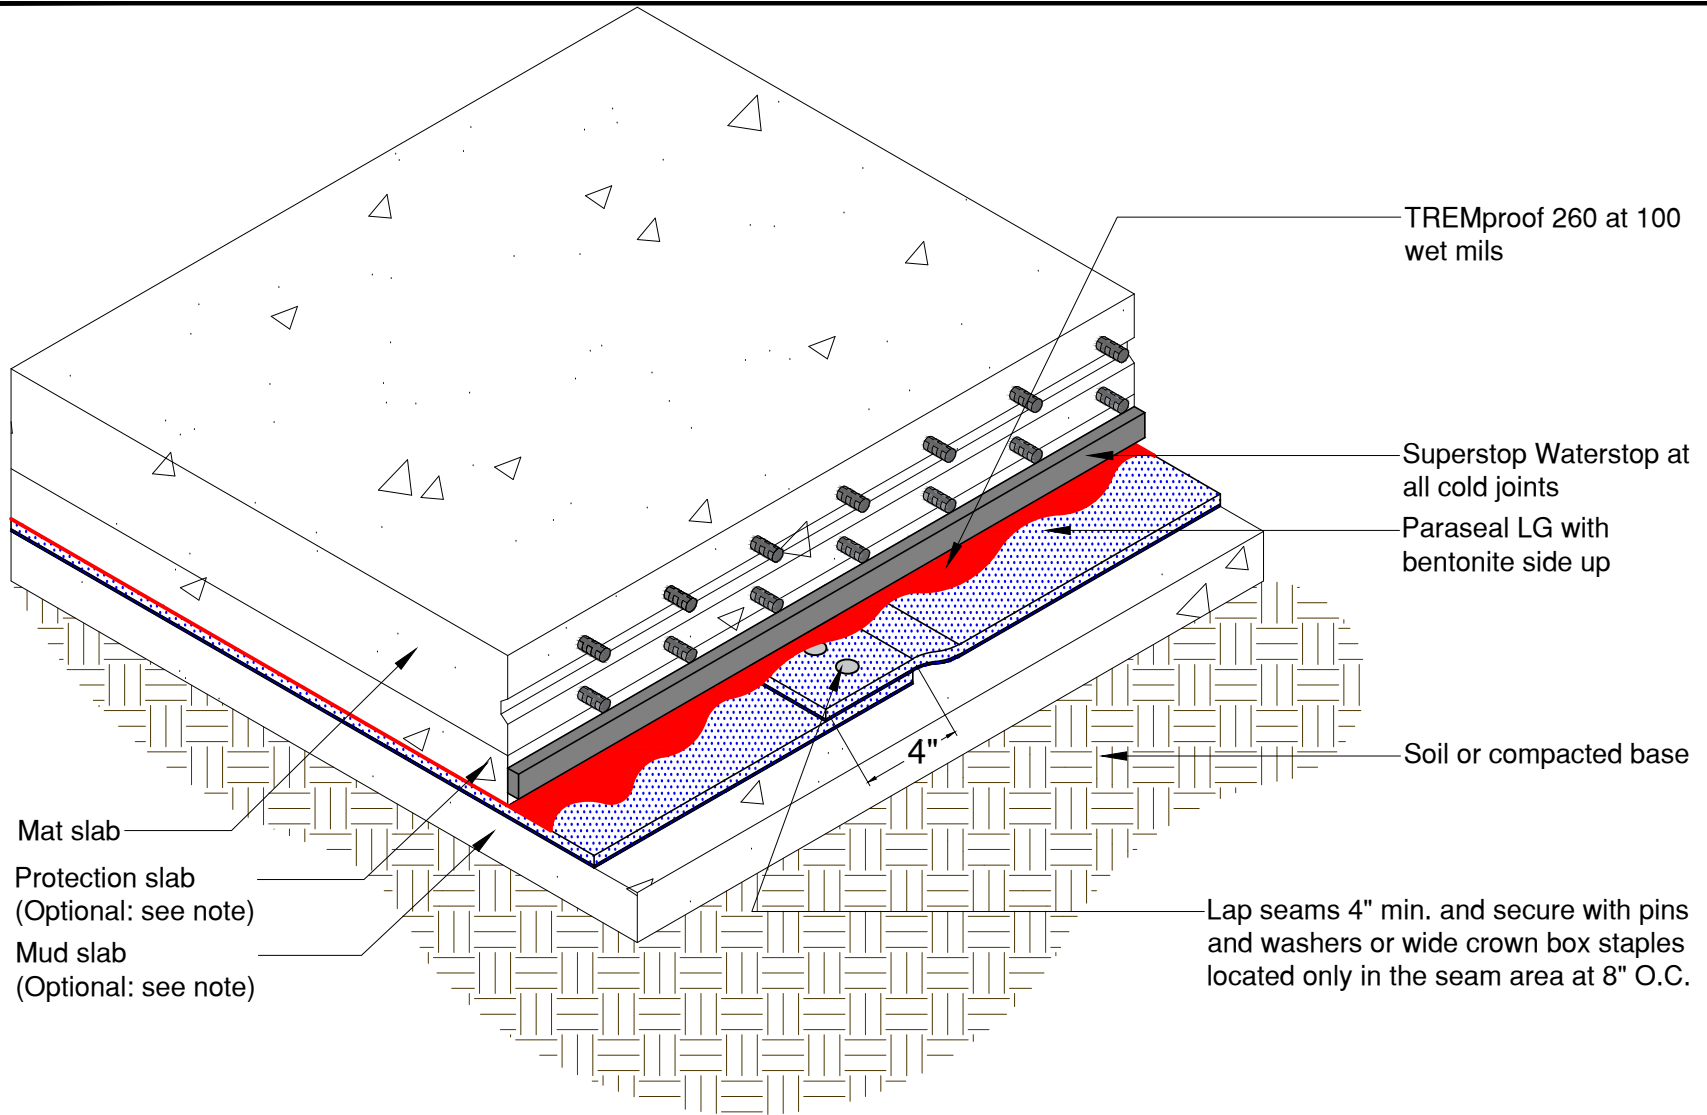 TREMproof 260 at 100
wet mils
Superstop Waterstop at
all cold joints
Paraseal LG with
bentonite side up
4"
Soil or compacted base
Mat slab
Protection slab
(Optional: see note)
Mud slab
(Optional: see note)
Lap seams 4" min. and secure with pins
and washers or wide crown box staples
located only in the seam area at 8" O.C.